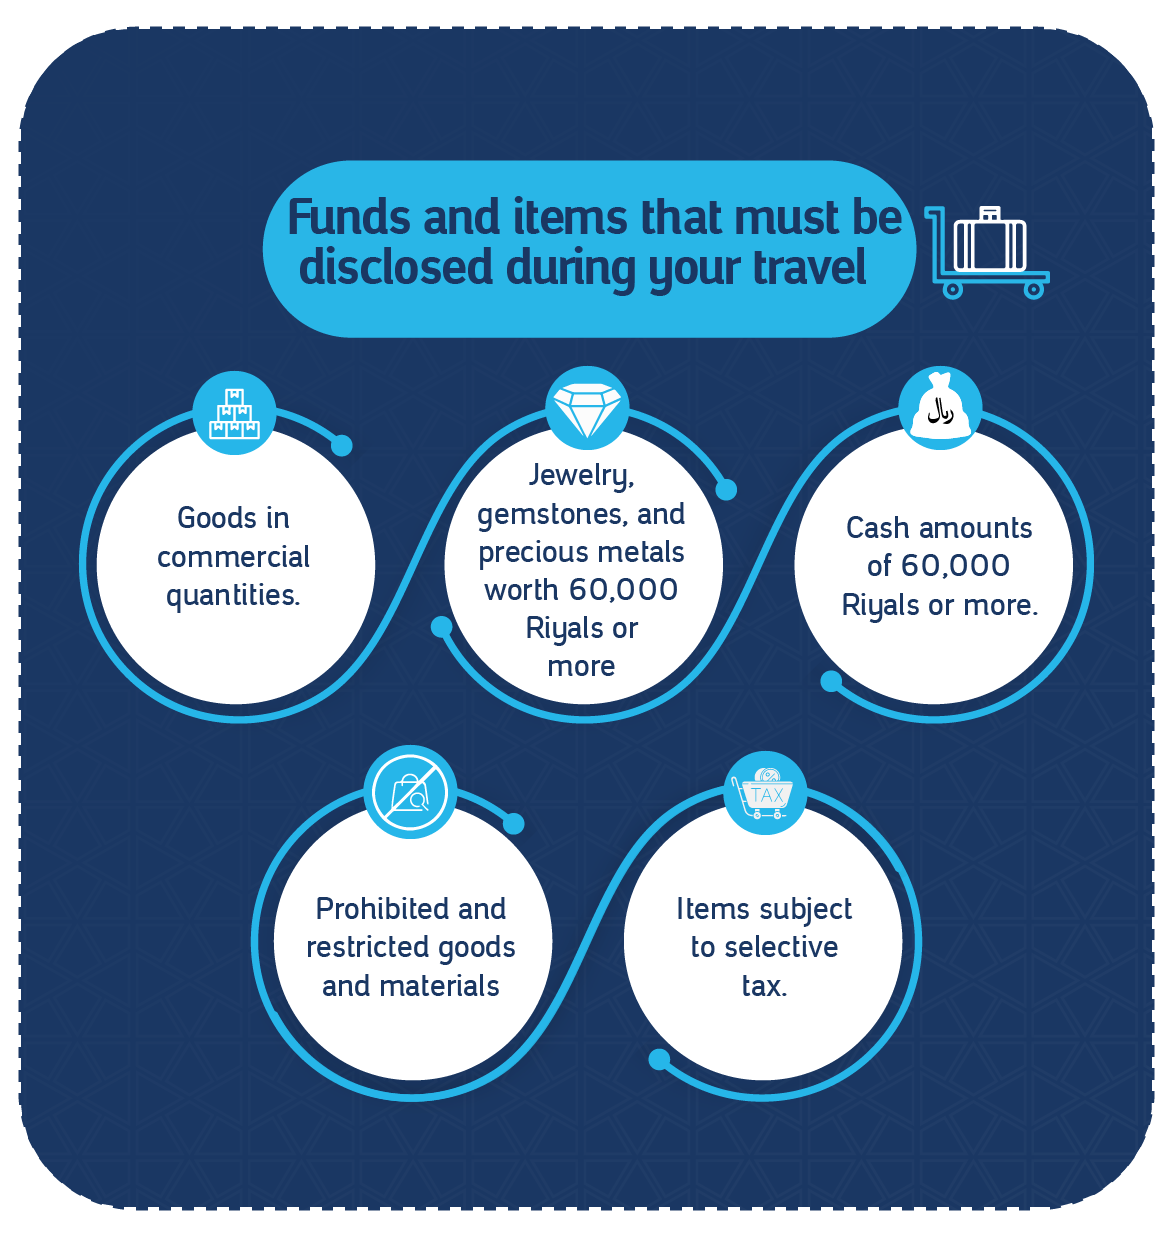 Funds and items that must be
disclosed during your travel
ريال
Goods in
commercial
quantities.
Jewelry,
gemstones, and
precious metals
worth 60,000
Riyals or
more
Cash amounts
of 60,000
Riyals or more.
Prohibited and
restricted goods
and materials
%
TAX
Items subject
to selective
tax.